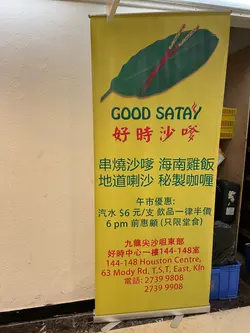 GOOD SATAY
好時沙嗲
串燒沙嗲 海南雞飯
地道喇沙 秘製咖喱
午市優惠:
汽水 $6 元/支 飲品一律半價
6 pm 前惠顧 (只限堂食)
九龍尖沙咀東部
好時中心一樓 144-148室
144-148 Houston Centre,
63 Mody Rd, T,S,T, East, Kln
電話: 2739 9808
2739 9908